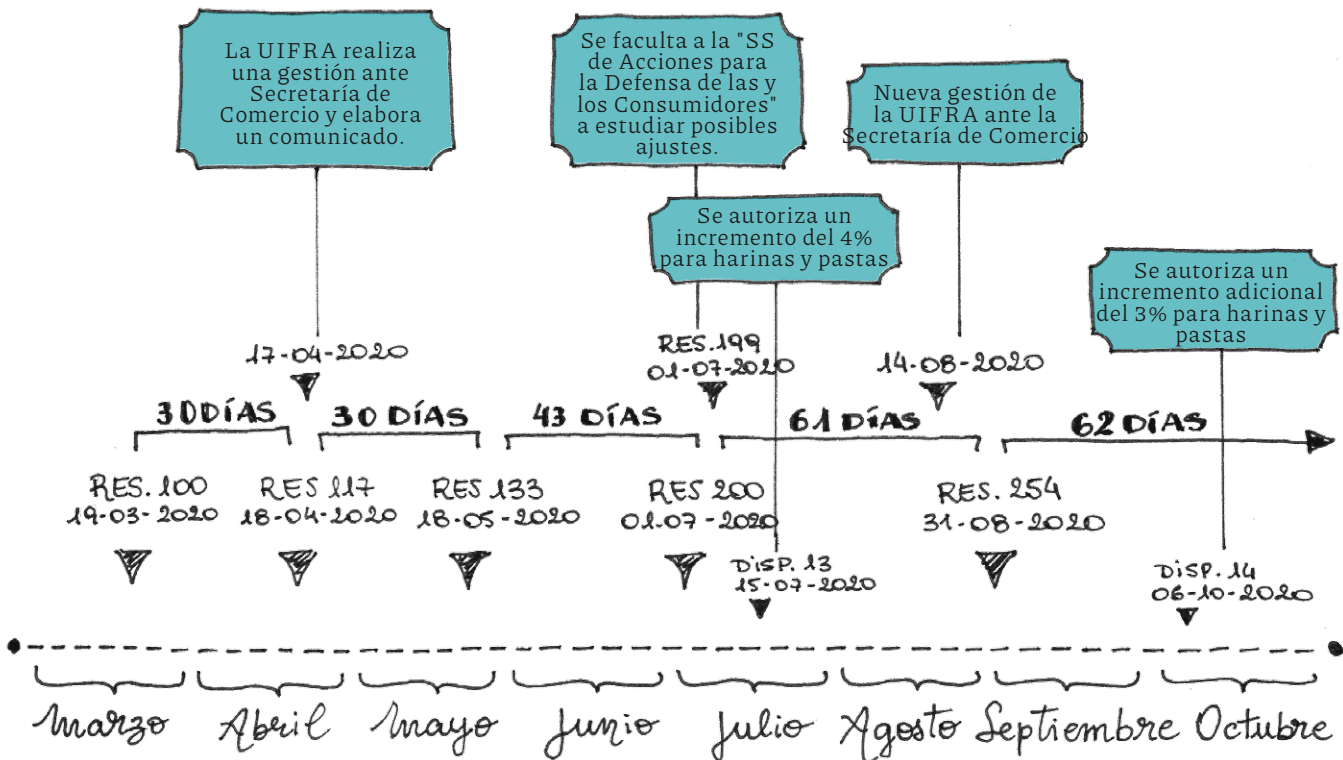 La UIFRA realiza
una gestión ante
Secretaría de
Comercio y elabora
un comunicado.
Se faculta a la "SS
de Acciones para
la Defensa de las y
los Consumidores"
a estudiar posibles
ajustes.
Nueva gestión de
la UIFRA ante la
Secretaría de Comercio
Se autoriza un
incremento del 4%
para harinas y pastas
Se autoriza un
incremento adicional
del 3% para harinas y
pastas
17-04-2020
RES. 199
01-07-2020
14-08-2020
30 DÍAS
30 DÍAS
43 DÍAS
61 DÍAS
62 DÍAS
RES. 100
19-03-2020
RES 117
18-04-2020
RES 133
18-05-2020
RES 200
01-07-2020
RES. 254
31-08-2020
DISP. 13
15-07-2020
DISP. 14
06-10-2020
Marzo
Abril
Mayo
Junio
Julio
Agosto
Septiembre
Octubre